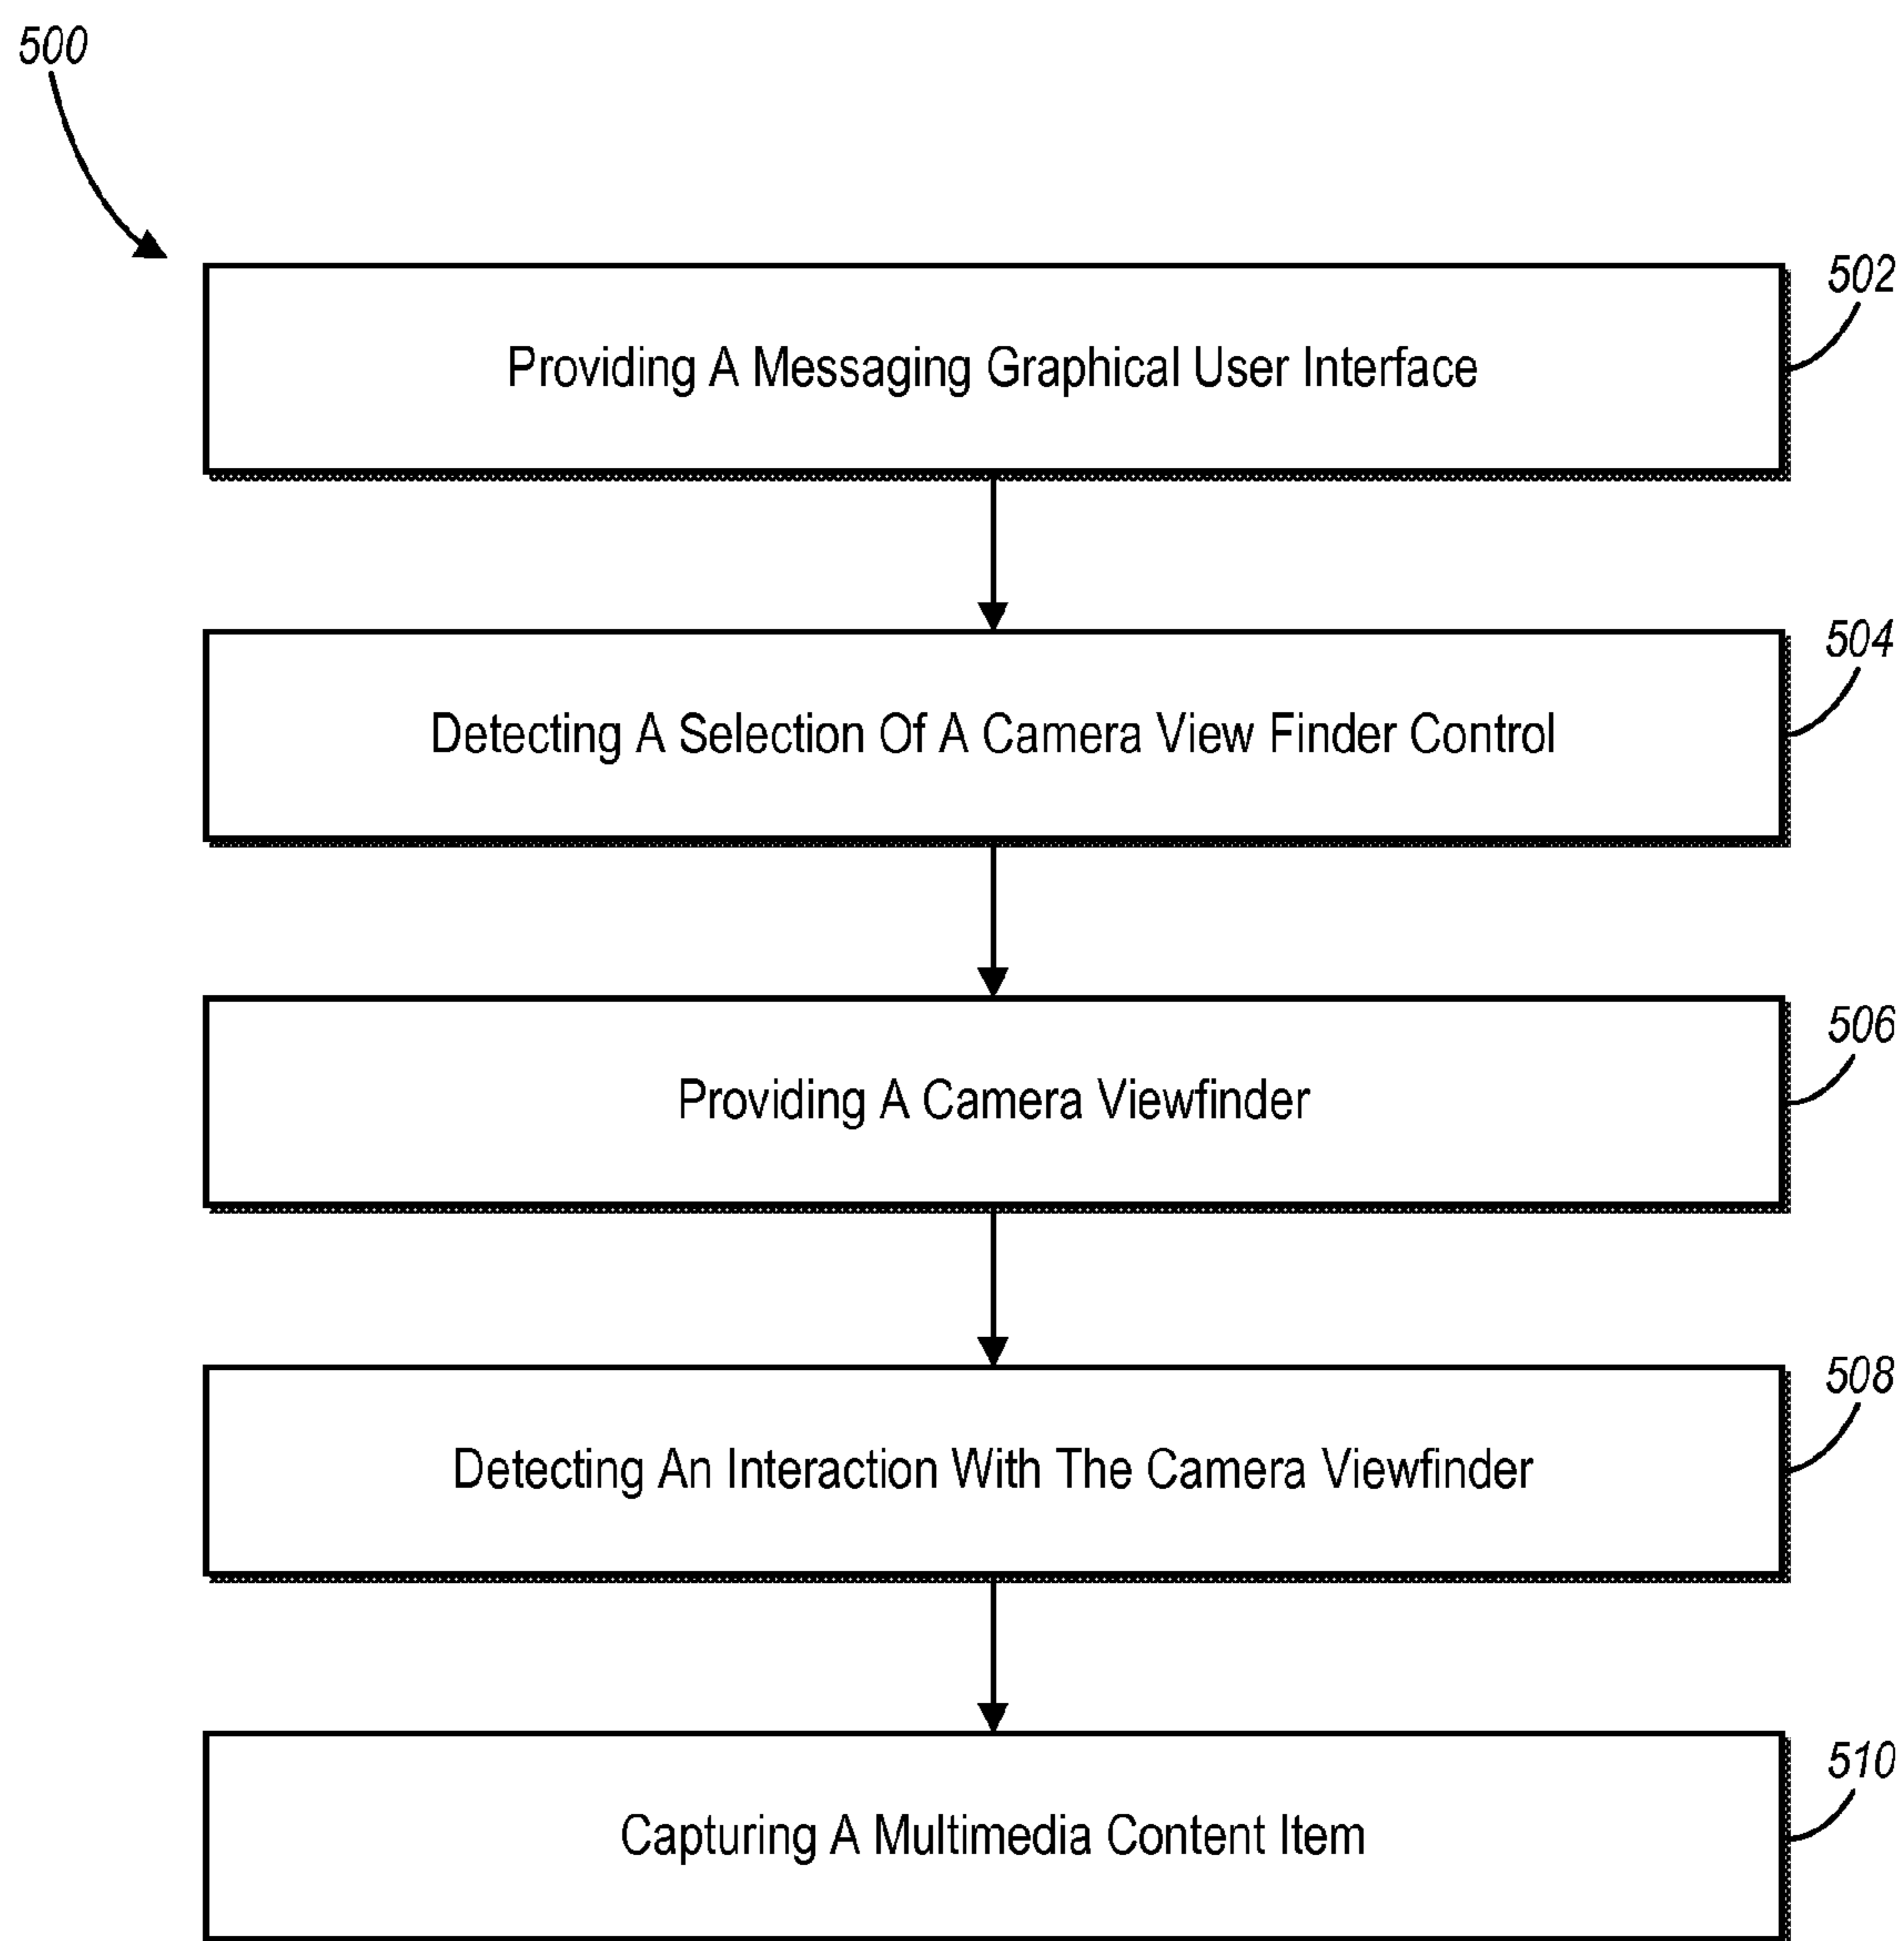 500
502
Providing A Messaging Graphical User Interface
504
Detecting A Selection Of A Camera View Finder Control
506
Providing A Camera Viewfinder
508
Detecting An Interaction With The Camera Viewfinder
510
Capturing A Multimedia Content Item